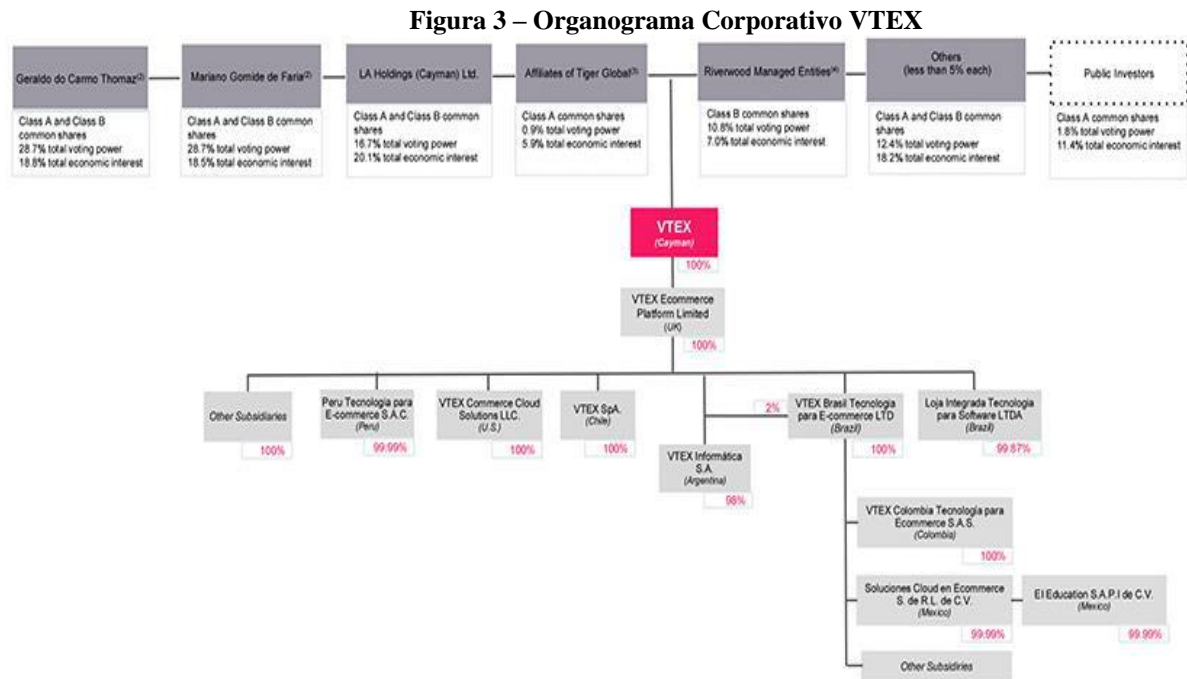 Figura 3 – Organograma Corporativo VTEX
Geraldo do Carmo Thomaz(2)
Mariano Gomide de Faria(2)
LA Holdings (Cayman) Ltd.
Affiliates of Tiger Global(3)
Riverwood Managed Entities(4)
Others
(less than 5% each)
Public Investors
Class A and Class B
common shares
28.7% total voting power
18.8% total economic interest
Class A and Class B common
shares
28.7% total voting power
18.5% total economic interest
Class A and Class B common
shares
16.7% total voting power
20.1% total economic interest
Class A common shares
0.9% total voting power
5.9% total economic interest
Class B common shares
10.8% total voting power
7.0% total economic interest
Class A and Class B common
shares
12.4% total voting power
18.2% total economic interest
Class A common shares
1.8% total voting power
11.4% total economic interest
VTEX
(Cayman)
100%
VTEX Ecommerce
Platform Limited
(UK)
100%
Other Subsidiaries
100%
Peru Tecnologia para
E-commerce S.A.C.
(Peru)
99.99%
VTEX Commerce Cloud
Solutions LLC.
(U.S.)
100%
VTEX SpA.
(Chile)
100%
2%
VTEX Informática
S.A.
(Argentina)
98%
VTEX Brasil Tecnologia
para E-commerce LTD
(Brazil)
100%
Loja Integrada Tecnologia
para Software LTDA
(Brazil)
99.87%
VTEX Colombia Tecnología para
Ecommerce S.A.S.
(Colombia)
100%
Soluciones Cloud en Ecommerce
S. de R.L. de C.V.
(Mexico)
99.99%
EI Education S.A.P.I de C.V.
(Mexico)
99.99%
Other Subsidiries